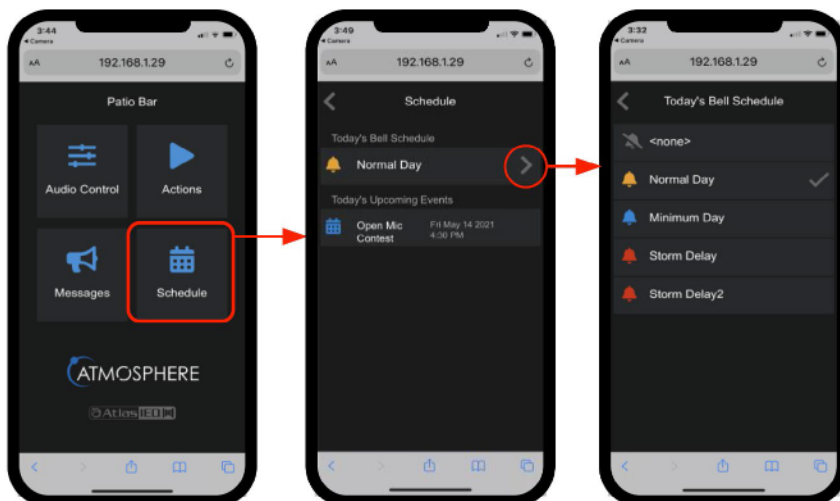 3:44
Camera
AA 192.168.1.29
Patio Bar
Audio Control Actions
Messages Schedule
ATMOSPHERE
AtlasIED
3:49
Camera
AA 192.168.1.29
Schedule
Today's Bell Schedule
Normal Day
Today's Upcoming Events
Open Mic Fri May 14 2021
Contest 4:30 PM
3:32
Camera
AA 192.168.1.29
Today's Bell Schedule
<none>
Normal Day
Minimum Day
Storm Delay
Storm Delay2